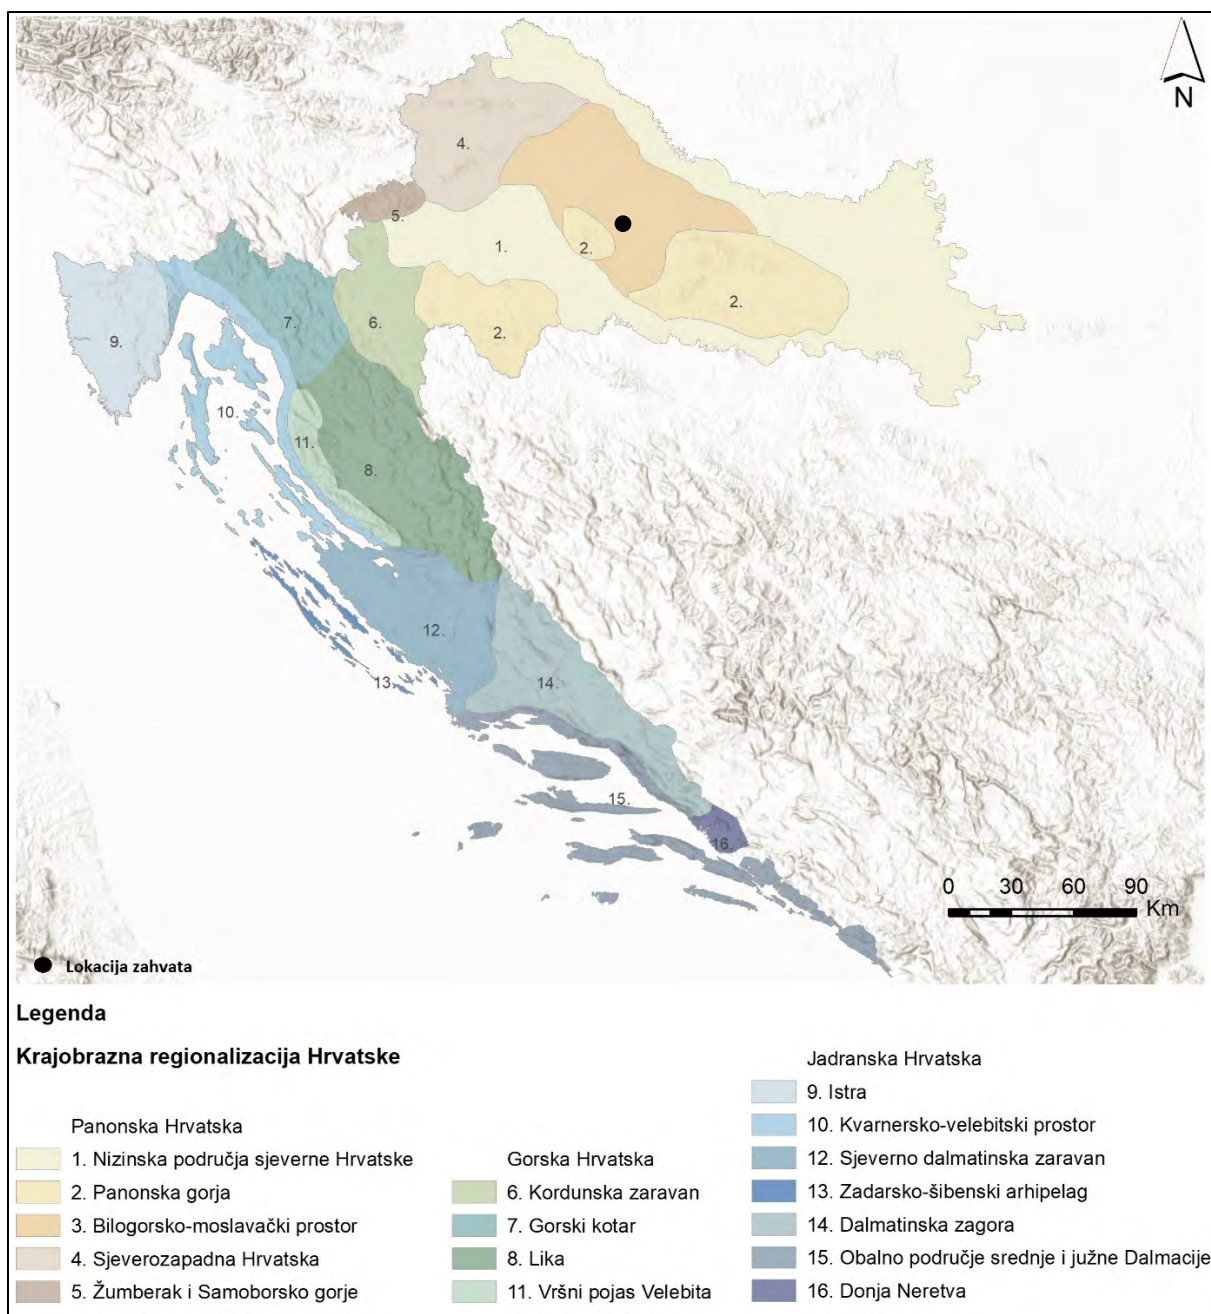 N
4.
5.
1.
2.
2.
2.
7.
6.
9.
10.
11.
8.
12.
13.
14.
15.
16.
0 30 60 90
Km
Lokacija zahvata
Legenda
Krajobrazna regionalizacija Hrvatske
Panonska Hrvatska
1. Nizinska područja sjeverne Hrvatske
2. Panonska gorja
3. Bilogorsko-moslavački prostor
4. Sjeverozapadna Hrvatska
5. Žumberak i Samoborsko gorje
Gorska Hrvatska
6. Kordunska zaravan
7. Gorski kotar
8. Lika
11. Vršni pojas Velebita
Jadranska Hrvatska
9. Istra
10. Kvarnersko-velebitski prostor
12. Sjeverno dalmatinska zaravan
13. Zadarsko-šibenski arhipelag
14. Dalmatinska zagora
15. Obalno područje srednje i južne Dalmacije
16. Donja Neretva